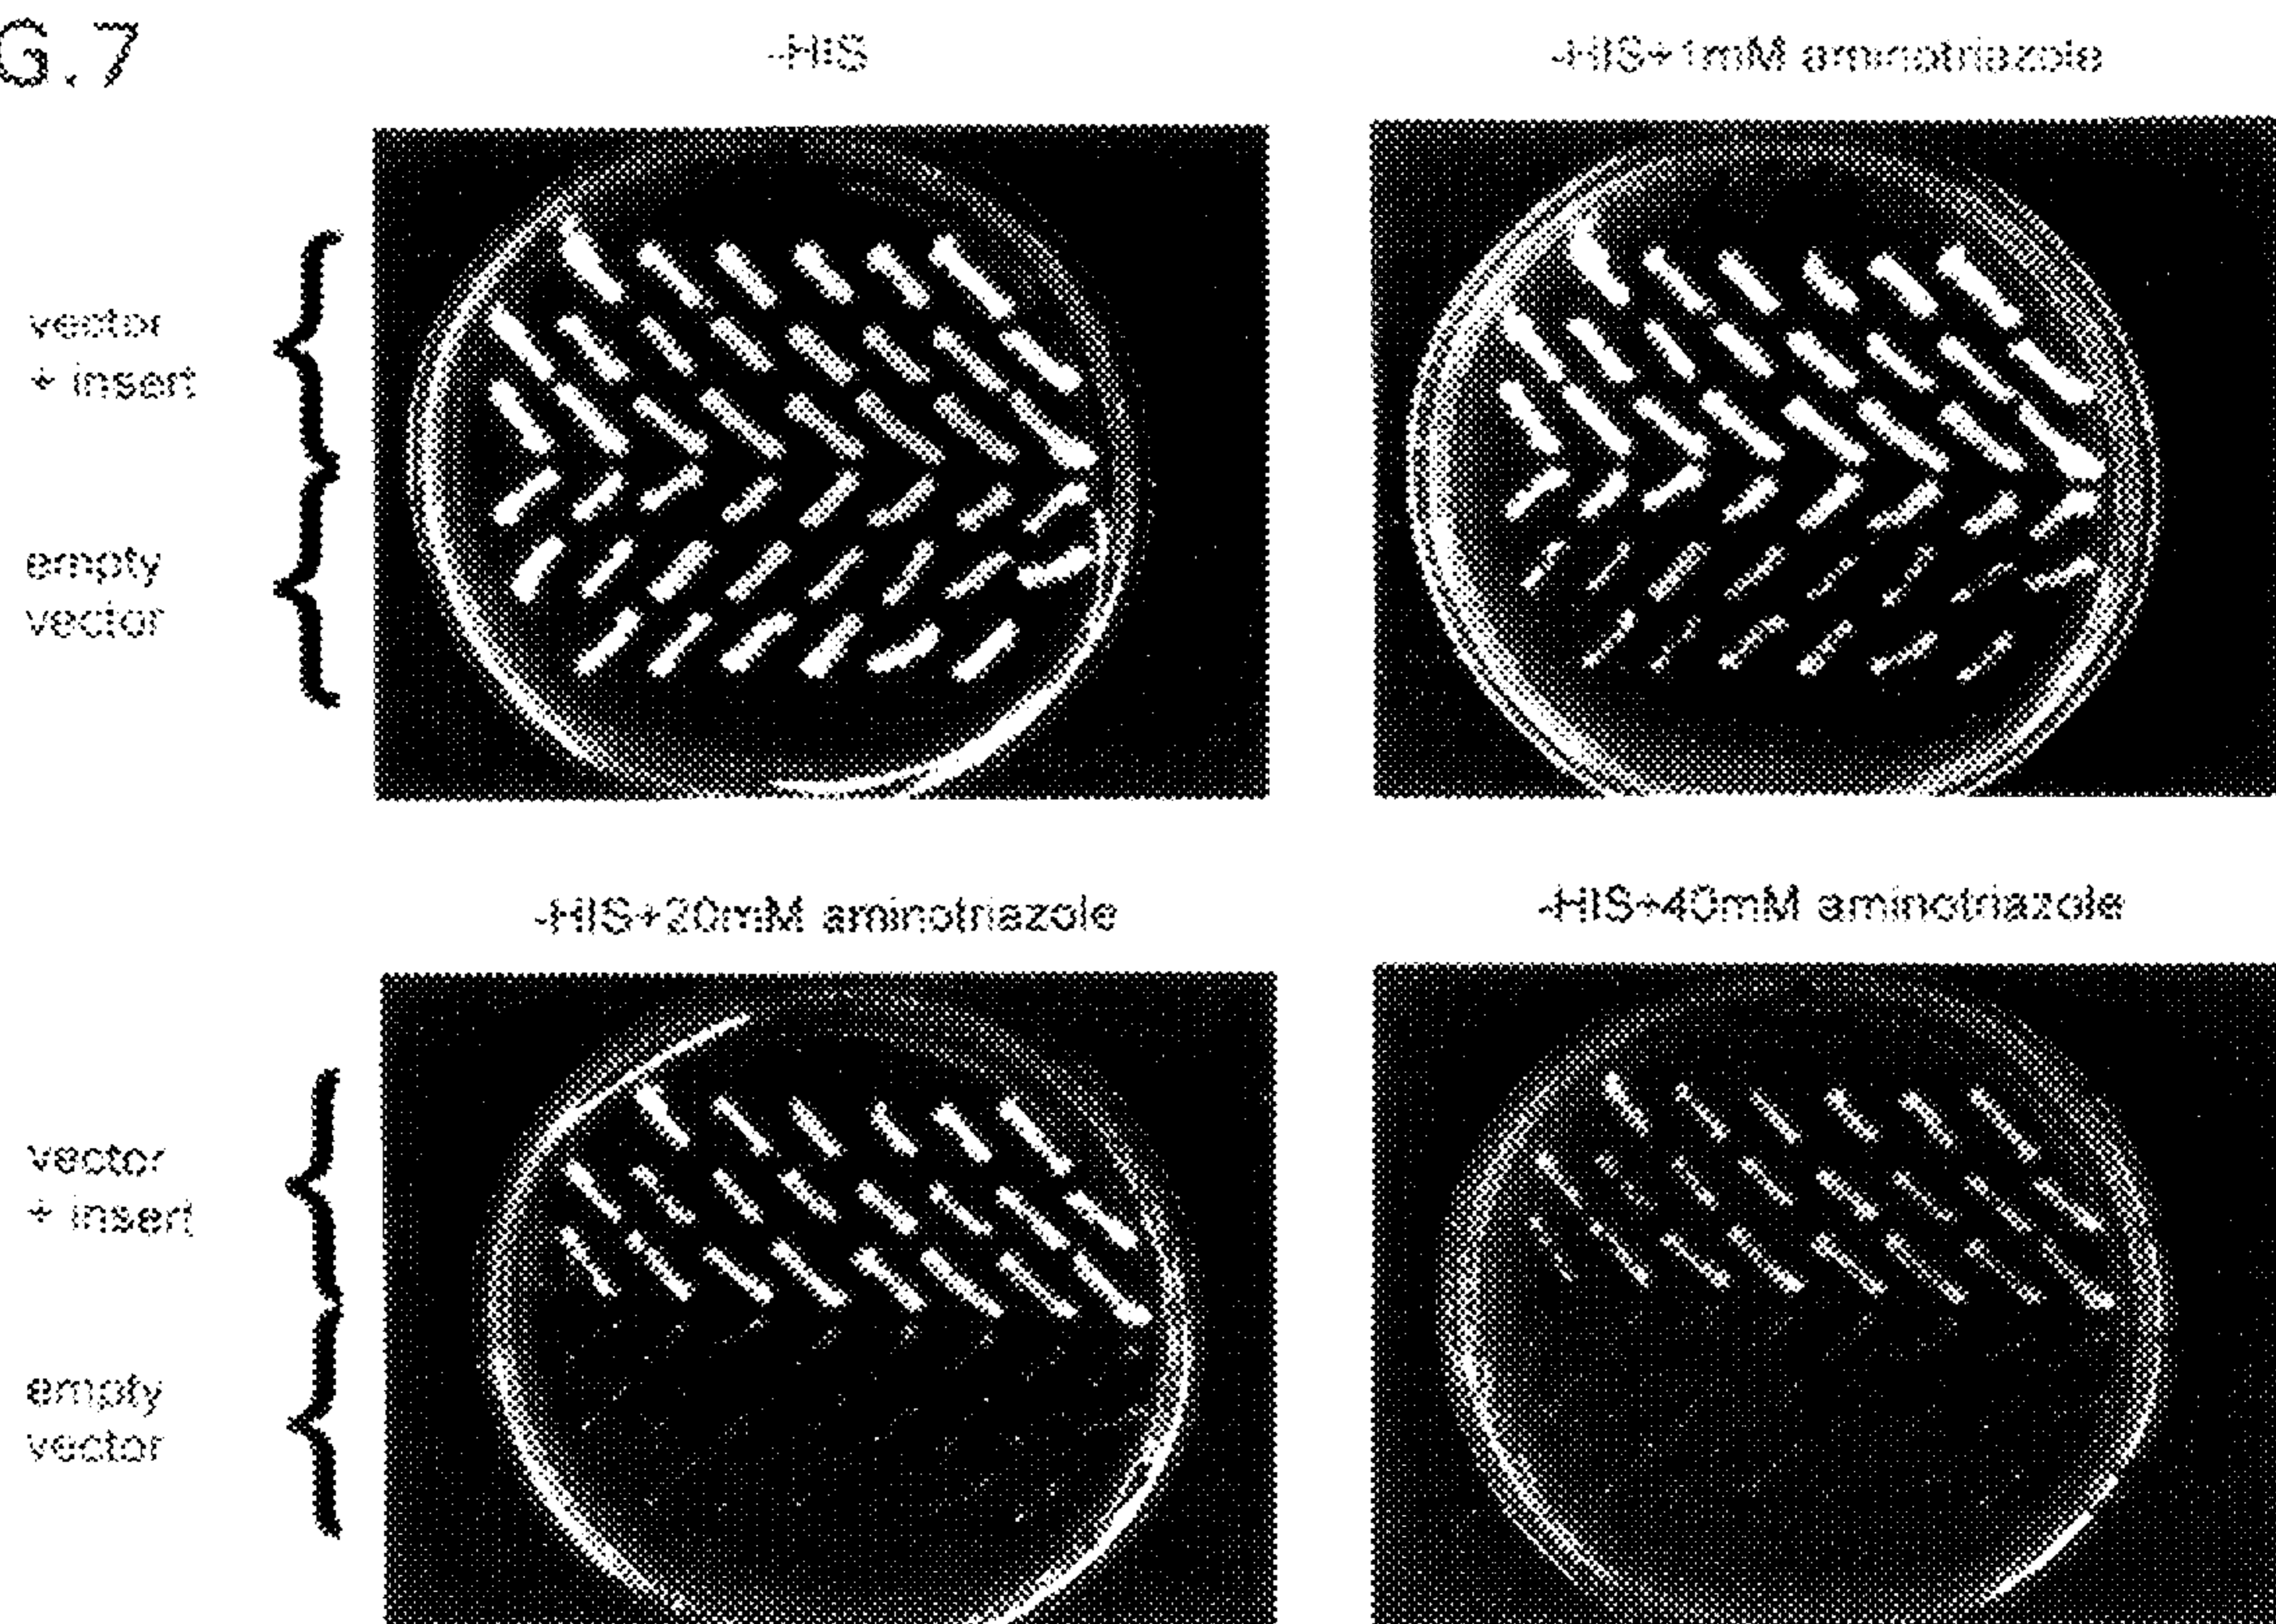 G.7
-HIS
-HIS+1mM aminotriazole
vector
+ insert
empty
vector
-HIS+20mM aminotriazole
-HIS+40mM aminotriazole
vector
+ insert
empty
vector